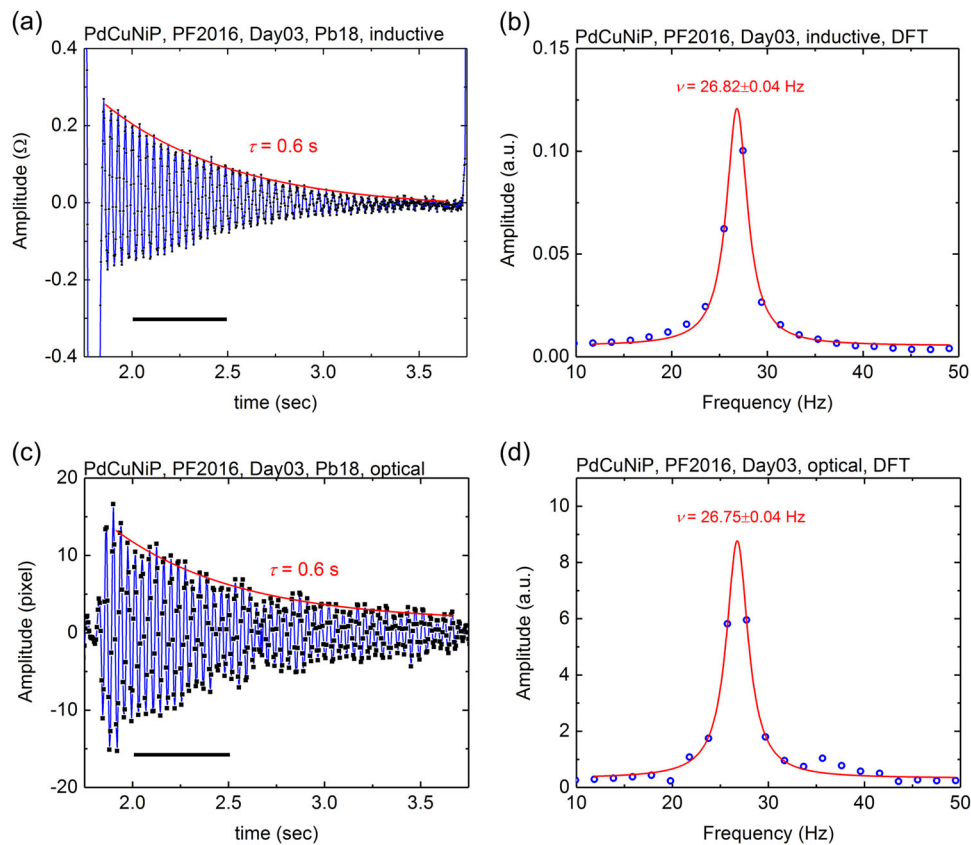 (a)
PdCuNiP, PF2016, Day03, Pb18, inductive
0.4
0.2
0.0
-0.2
-0.4
Amplitude (Ω)
τ = 0.6 s
2.0 2.5 3.0 3.5
time (sec)
(b)
PdCuNiP, PF2016, Day03, inductive, DFT
0.15
0.10
0.05
0.00
Amplitude (a.u.)
ν = 26.82±0.04 Hz
10 20 30 40 50
Frequency (Hz)
(c)
PdCuNiP, PF2016, Day03, Pb18, optical
20
10
0
-10
-20
Amplitude (pixel)
τ = 0.6 s
2.0 2.5 3.0 3.5
time (sec)
(d)
PdCuNiP, PF2016, Day03, optical, DFT
10
8
6
4
2
0
Amplitude (a.u.)
ν = 26.75±0.04 Hz
10 20 30 40 50
Frequency (Hz)